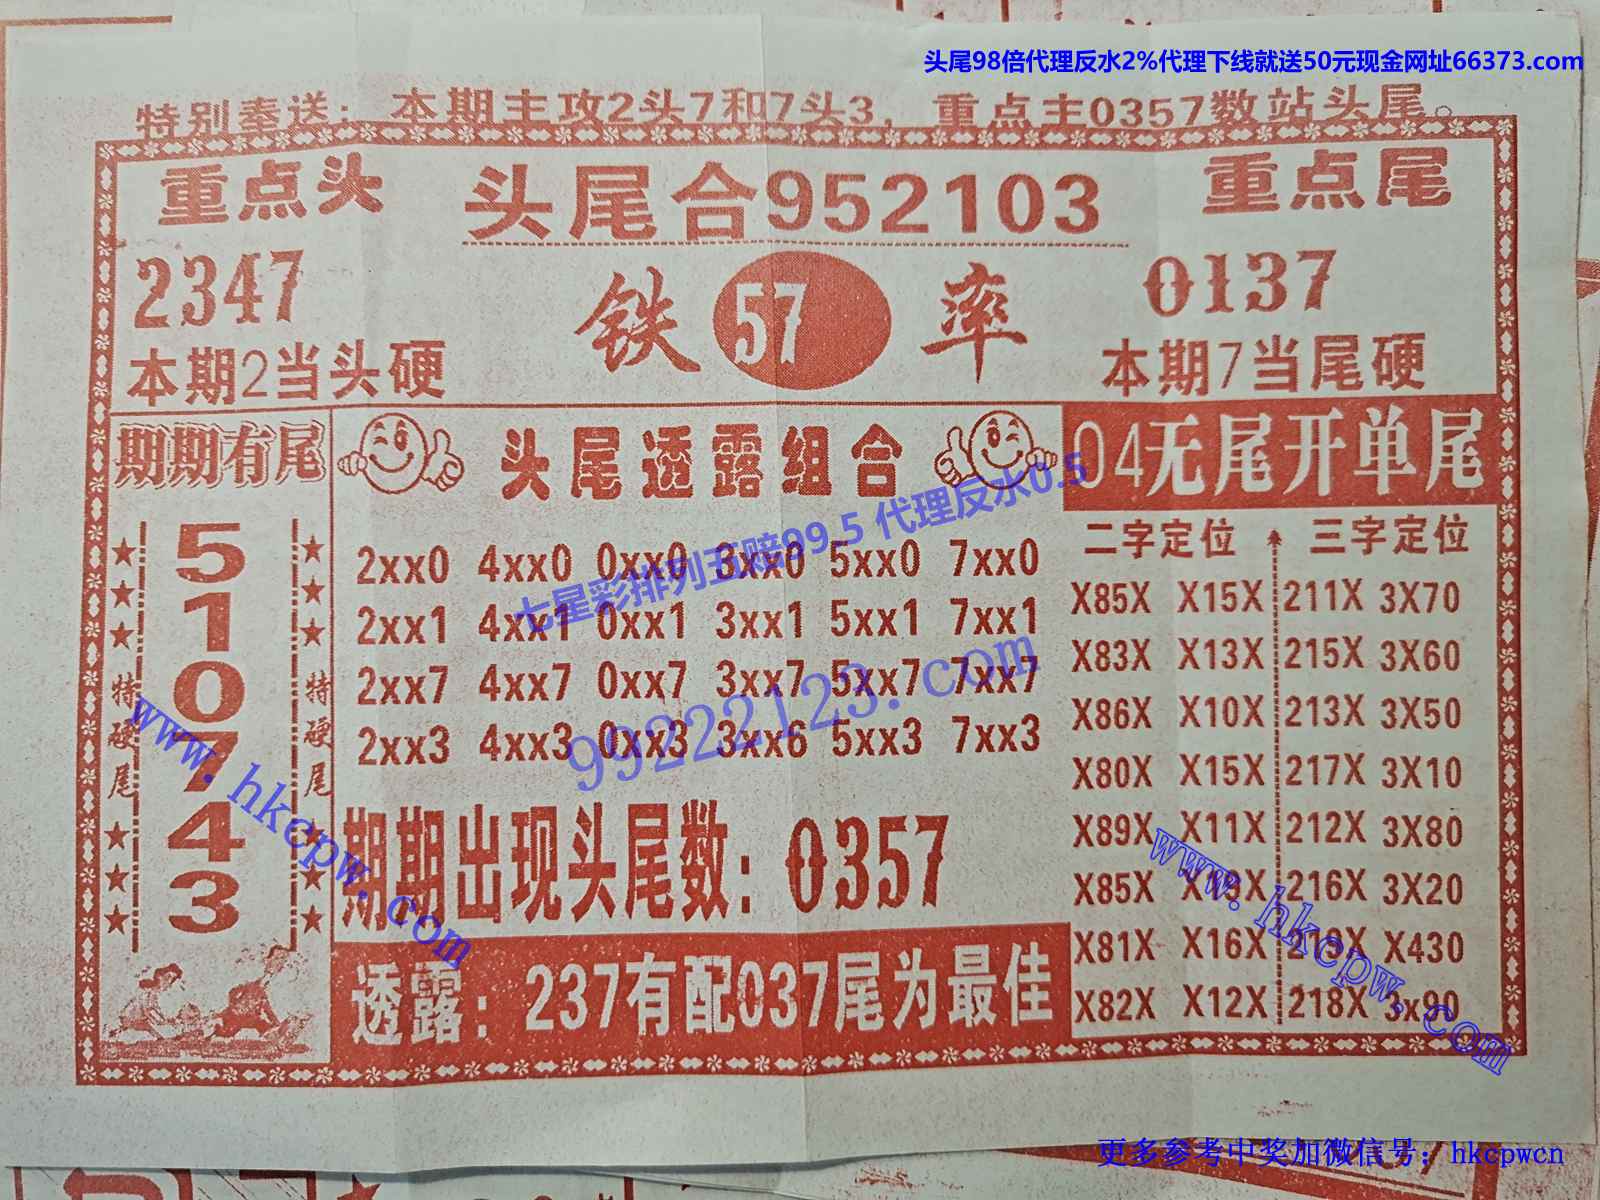 头尾98倍代理反水2%代理下线就送50元现金网址66373.com
特别奉送：本期主攻2头7和7头3，重点主0357数站头尾。
重点头
头尾合952103
重点尾
2347
铁57率
0137
本期2当头硬
本期7当尾硬
期期有尾
头尾透露组合
04无尾开单尾
5
1
0
7
4
3
特硬尾
特硬尾
2xx0 4xx0 0xx0 3xx0 5xx0 7xx0
2xx1 4xx1 0xx1 3xx1 5xx1 7xx1
2xx7 4xx7 0xx7 3xx7 5xx7 7xx7
2xx3 4xx3 0xx3 3xx6 5xx3 7xx3
期期出现头尾数：0357
透露：237有配037尾为最佳
二字定位 三字定位
X85X X15X 211X 3X70
X83X X13X 215X 3X60
X86X X10X 213X 3X50
X80X X15X 217X 3X10
X89X X11X 212X 3X80
X85X X13X 216X 3X20
X81X X16X 219X X430
X82X X12X 218X 3x90
七星彩排列五赔99.5 代理反水0.5
99222123.com
www.hkcpw.com
www.hkcpw.com
更多参考中奖加微信号：hkcpwcn